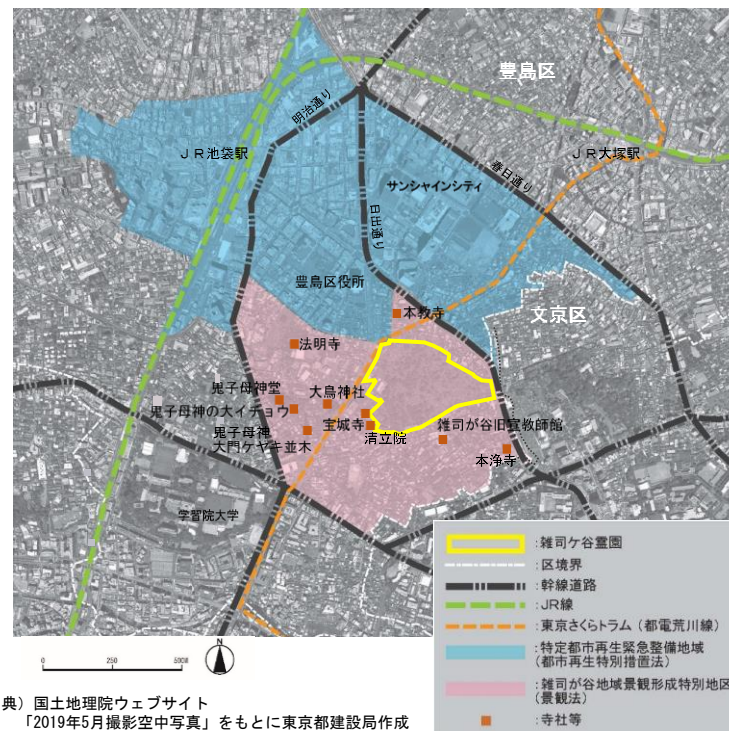 豊島区
明治通り
JR池袋駅
JR大塚駅
春日通り
サンシャインシティ
日出通り
豊島区役所
本教寺
文京区
法明寺
鬼子母神堂
大鳥神社
鬼子母神の大イチョウ
宝城寺
雑司が谷旧宣教師館
鬼子母神
大門ケヤキ並木
清立院
本浄寺
学習院大学
:雑司ケ谷霊園
:区境界
:幹線道路
:JR線
:東京さくらトラム(都電荒川線)
:特定都市再生緊急整備地域
(都市再生特別措置法)
:雑司が谷地域景観形成特別地区
(景観法)
:寺社等
0 250 500m
N
典)国土地理院ウェブサイト
「2019年5月撮影空中写真」をもとに東京都建設局作成